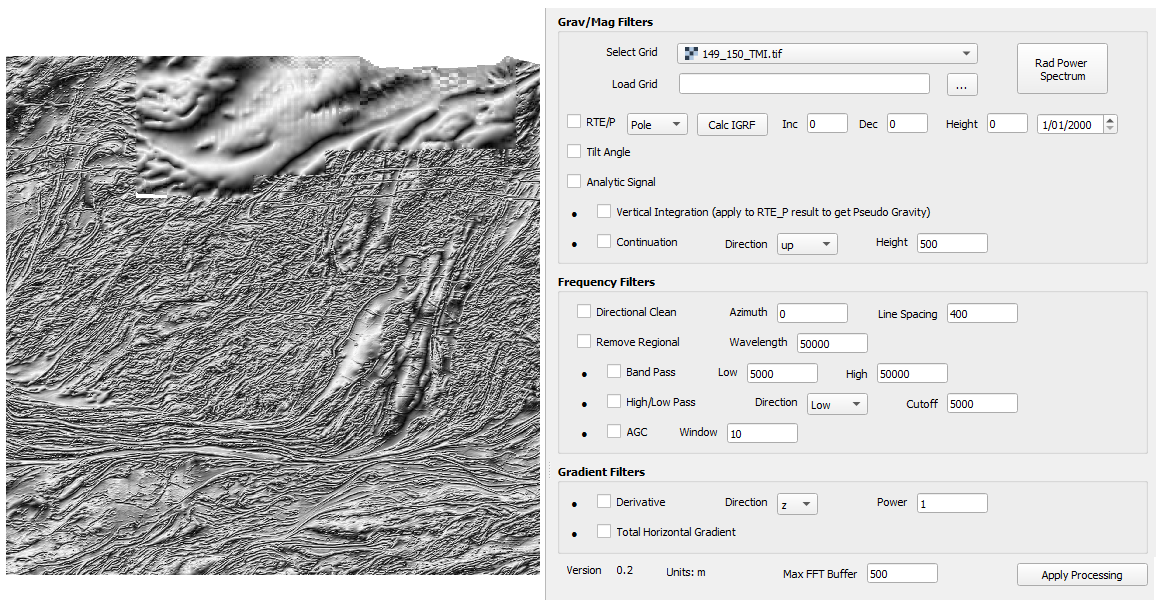 Grav/Mag Filters
Select Grid 149_150_TMI.tif
Rad Power
Spectrum
Load Grid ...
RTE/P Pole Calc IGRF Inc 0 Dec 0 Height 0 1/01/2000
Tilt Angle
Analytic Signal
• Vertical Integration (apply to RTE_P result to get Pseudo Gravity)
• Continuation Direction up Height 500
Frequency Filters
Directional Clean Azimuth 0 Line Spacing 400
Remove Regional Wavelength 50000
• Band Pass Low 5000 High 50000
• High/Low Pass Direction Low Cutoff 5000
• AGC Window 10
Gradient Filters
• Derivative Direction z Power 1
• Total Horizontal Gradient
Version 0.2 Units: m Max FFT Buffer 500 Apply Processing